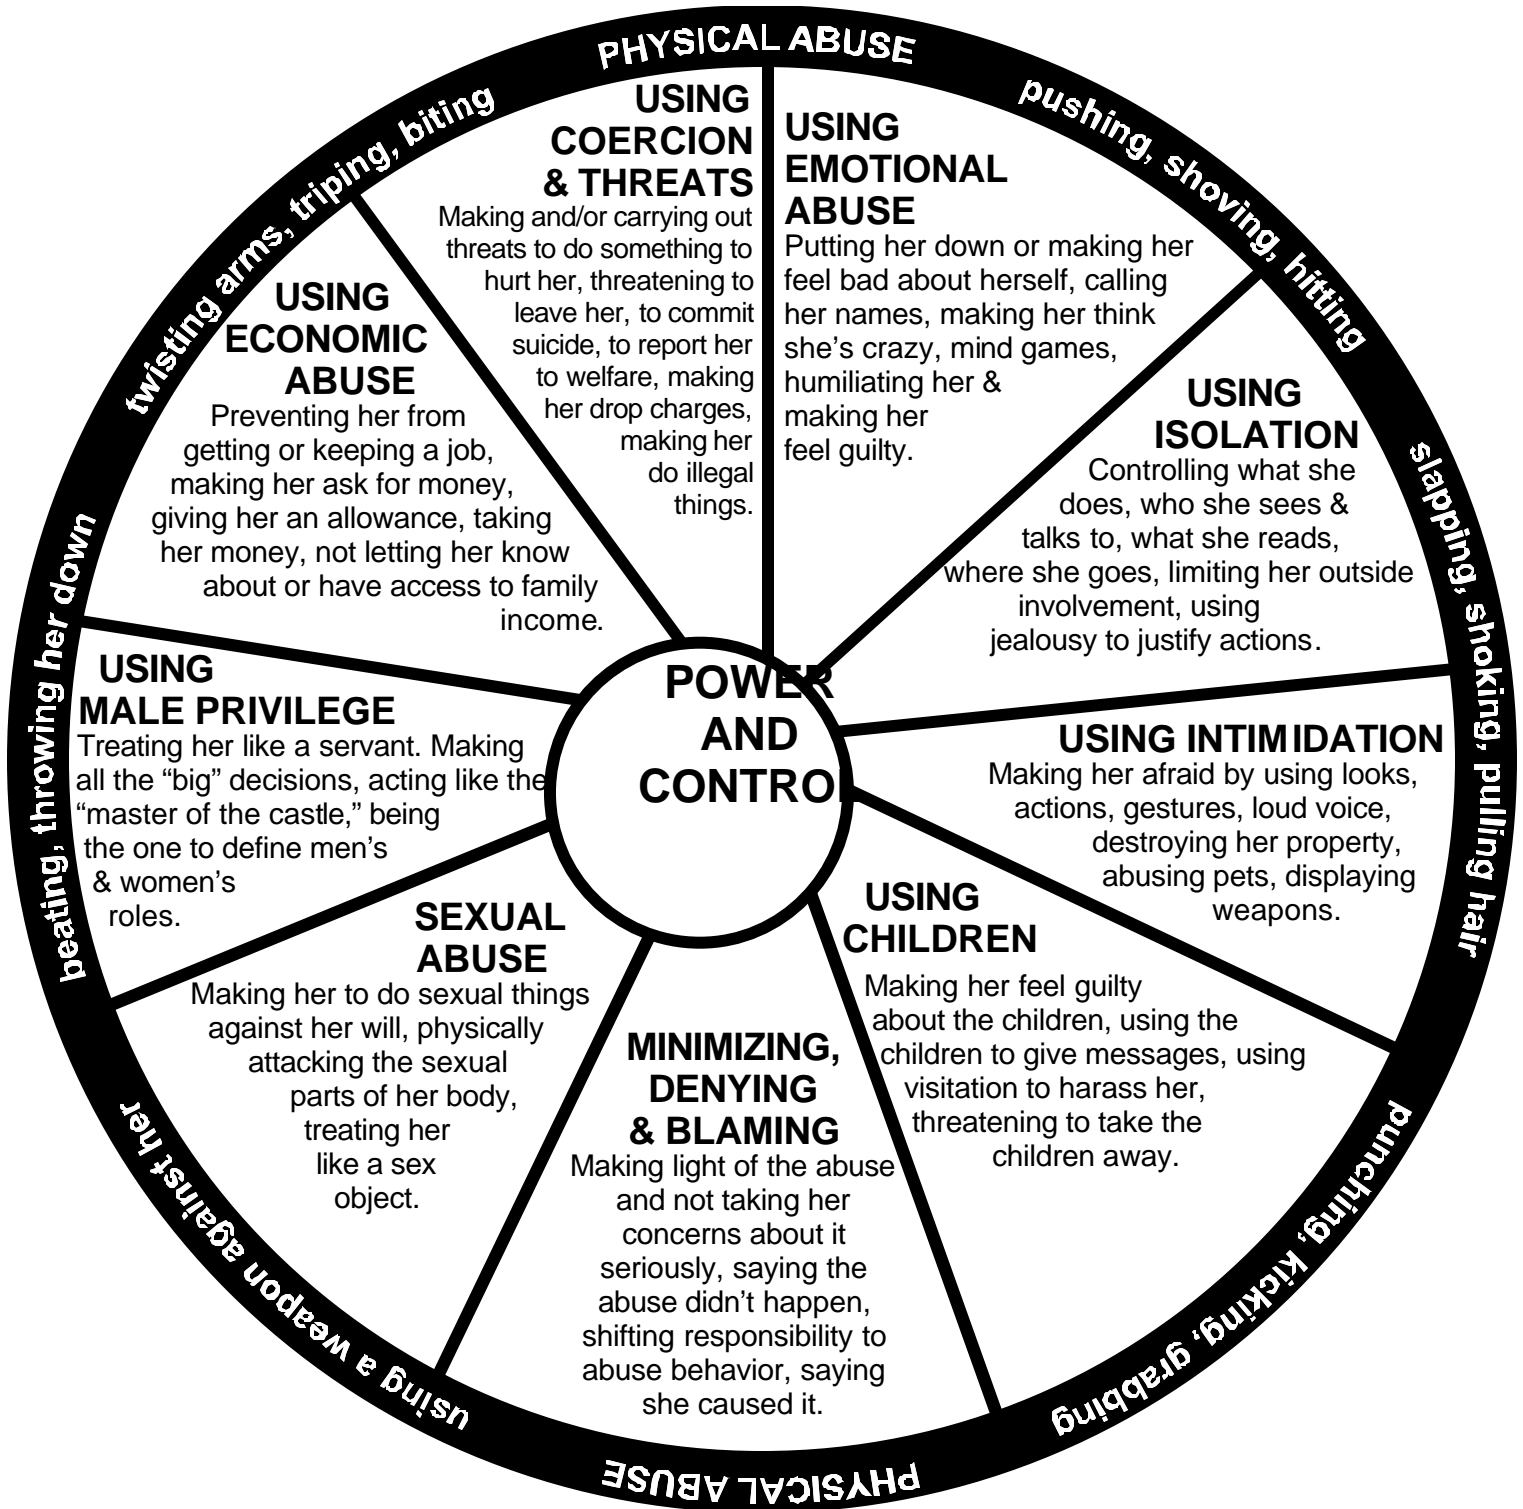 PHYSICAL ABUSE
pushing, shoving, hitting
slapping, shoking, pulling hair
punching, kicking, grabbing
PHYSICAL ABUSE
using a weapon against her
beating, throwing her down
twisting arms, triping, biting
USING
COERCION
& THREATS
Making and/or carrying out
threats to do something to
hurt her, threatening to
leave her, to commit
suicide, to report her
to welfare, making
her drop charges,
making her
do illegal
things.
USING
EMOTIONAL
ABUSE
Putting her down or making her
feel bad about herself, calling
her names, making her think
she’s crazy, mind games,
humiliating her &
making her
feel guilty.
USING
ISOLATION
Controlling what she
does, who she sees &
talks to, what she reads,
where she goes, limiting her outside
involvement, using
jealousy to justify actions.
USING INTIMIDATION
Making her afraid by using looks,
actions, gestures, loud voice,
destroying her property,
abusing pets, displaying
weapons.
USING
CHILDREN
Making her feel guilty
about the children, using the
children to give messages, using
visitation to harass her,
threatening to take the
children away.
MINIMIZING,
DENYING
& BLAMING
Making light of the abuse
and not taking her
concerns about it
seriously, saying the
abuse didn’t happen,
shifting responsibility to
abuse behavior, saying
she caused it.
SEXUAL
ABUSE
Making her to do sexual things
against her will, physically
attacking the sexual
parts of her body,
treating her
like a sex
object.
USING
MALE PRIVILEGE
Treating her like a servant. Making
all the “big” decisions, acting like the
“master of the castle,” being
the one to define men’s
& women’s
roles.
USING
ECONOMIC
ABUSE
Preventing her from
getting or keeping a job,
making her ask for money,
giving her an allowance, taking
her money, not letting her know
about or have access to family
income.
POWER
AND
CONTROL